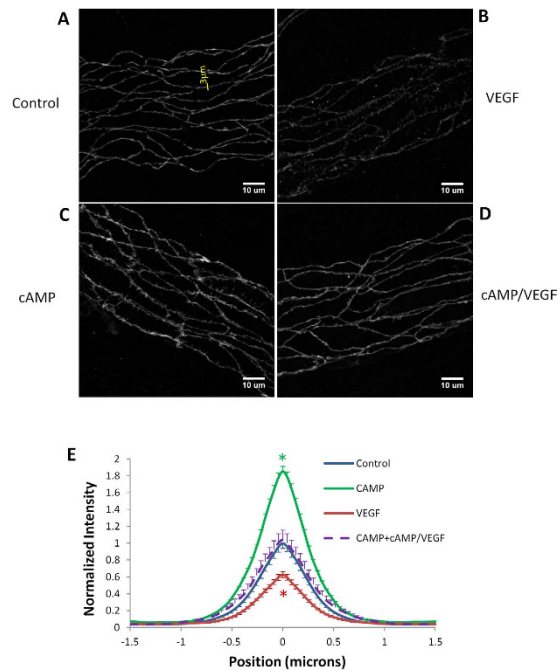 A
B
Control
3μm
VEGF
10 um
10 um
C
D
cAMP
cAMP/VEGF
10 um
10 um
E
Normalized Intensity
2
1.8
1.6
1.4
1.2
1
0.8
0.6
0.4
0.2
0
*
*
Control
CAMP
VEGF
CAMP+cAMP/VEGF
-1.5
-1
-0.5
0
0.5
1
1.5
Position (microns)